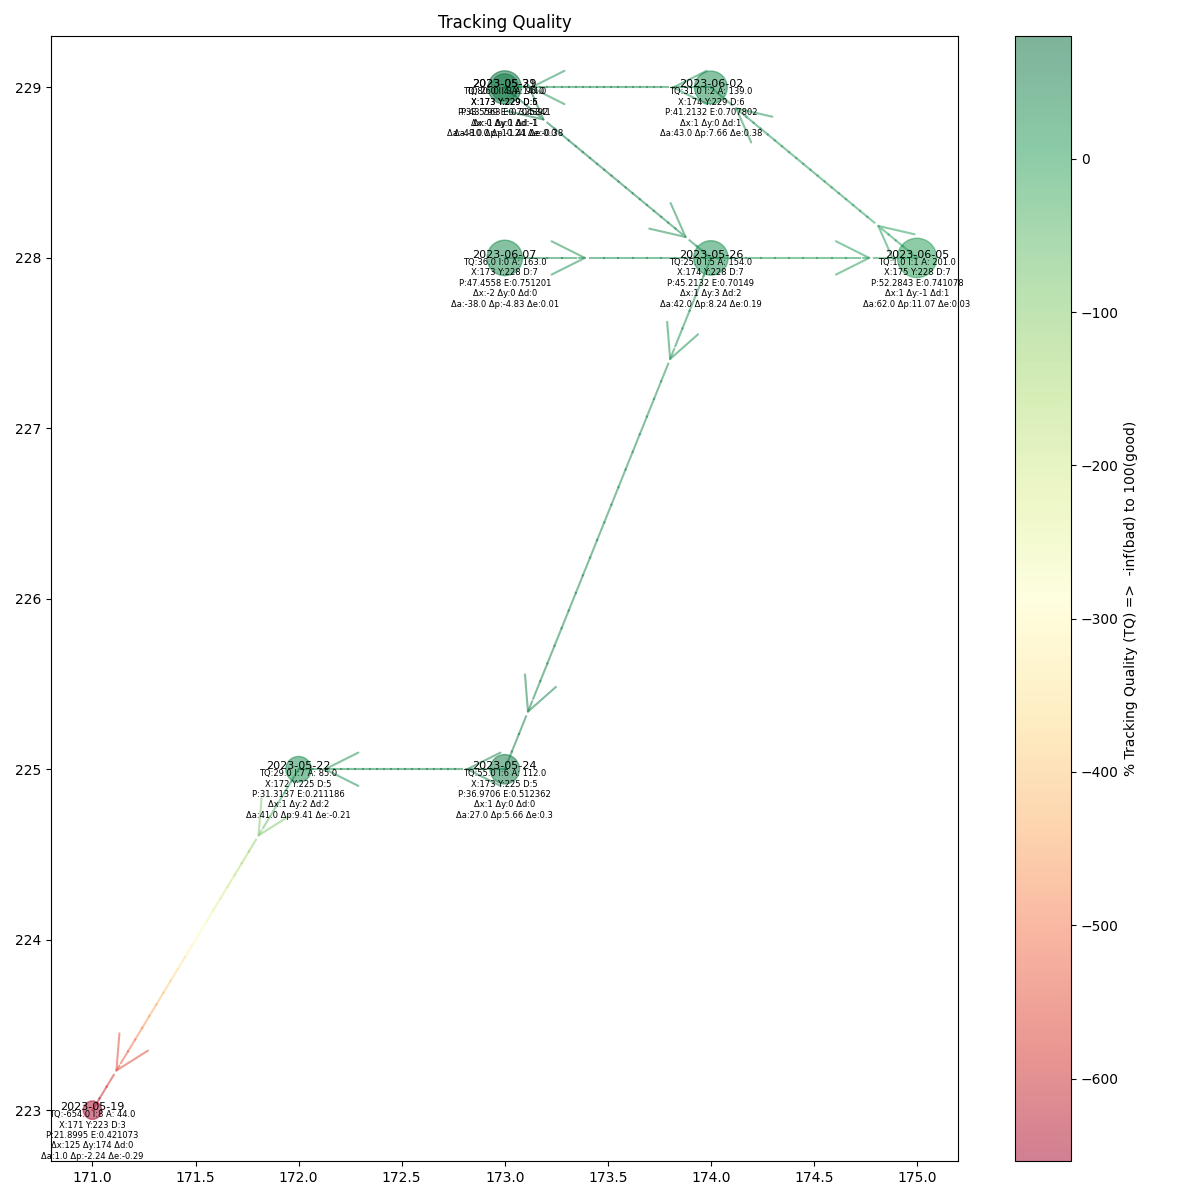 Tracking Quality
229
228
227
226
225
224
223
171.0
171.5
172.0
172.5
173.0
173.5
174.0
174.5
175.0
2023-06-02
TQ:31.0 I:2 A: 139.0
X:174 Y:229 D:6
P:41.2132 E:0.707802
Δx:1 Δy:0 Δd:1
Δa:43.0 Δp:7.66 Δe:0.38
2023-06-07
TQ:36.0 I:0 A: 163.0
X:173 Y:228 D:7
P:47.4558 E:0.751201
Δx:-2 Δy:0 Δd:0
Δa:-38.0 Δp:-4.83 Δe:0.01
2023-05-26
TQ:25.0 I:5 A: 154.0
X:174 Y:228 D:7
P:45.2132 E:0.70149
Δx:1 Δy:3 Δd:2
Δa:42.0 Δp:8.24 Δe:0.19
2023-06-05
TQ:1.0 I:1 A: 201.0
X:175 Y:228 D:7
P:52.2843 E:0.741078
Δx:1 Δy:-1 Δd:1
Δa:62.0 Δp:11.07 Δe:0.03
2023-05-22
TQ:29.0 I:7 A: 85.0
X:172 Y:225 D:5
P:31.3137 E:0.211186
Δx:1 Δy:2 Δd:2
Δa:41.0 Δp:9.41 Δe:-0.21
2023-05-24
TQ:55.0 I:6 A: 112.0
X:173 Y:225 D:5
P:36.9706 E:0.512362
Δx:1 Δy:0 Δd:0
Δa:27.0 Δp:5.66 Δe:0.3
2023-05-19
TQ:-654.0 I:8 A: 44.0
X:171 Y:223 D:3
P:21.8995 E:0.421073
Δx:125 Δy:174 Δd:0
Δa:1.0 Δp:-2.24 Δe:-0.29
0
−100
−200
−300
−400
−500
−600
% Tracking Quality (TQ) => -inf(bad) to 100(good)